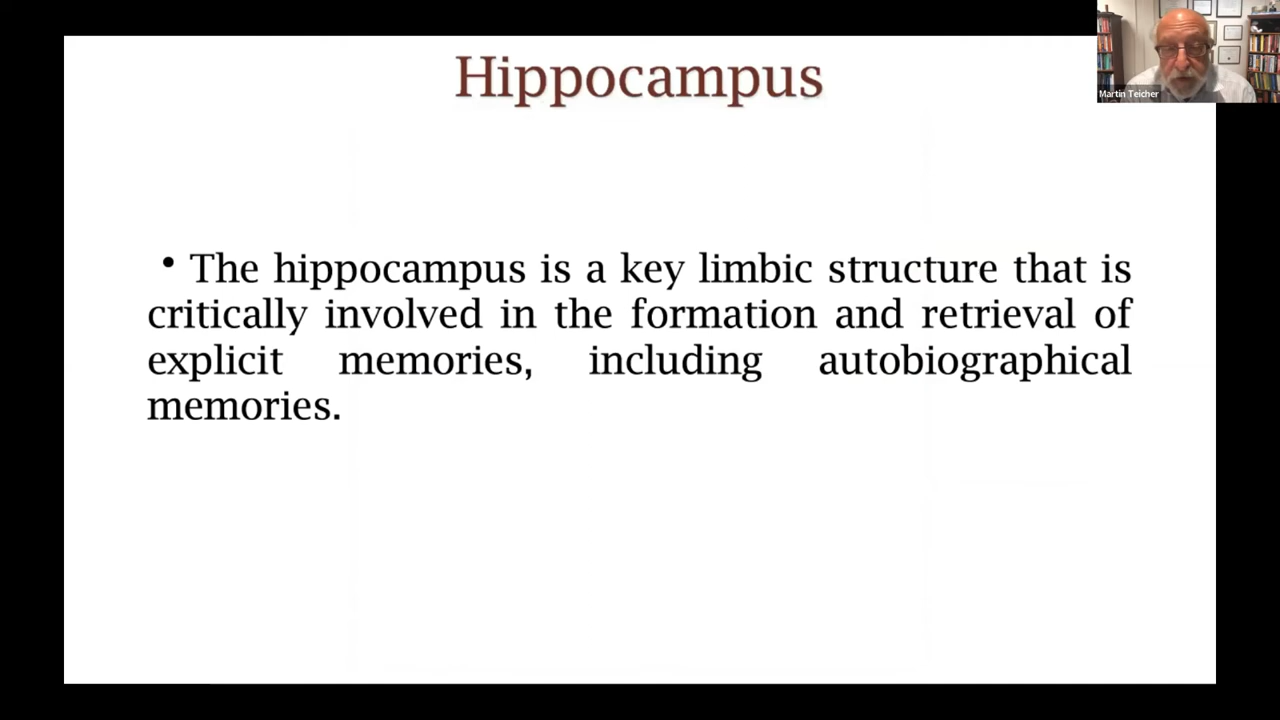 Hippocampus
Martin Teicher
• The hippocampus is a key limbic structure that is
critically involved in the formation and retrieval of
explicit memories, including autobiographical
memories.